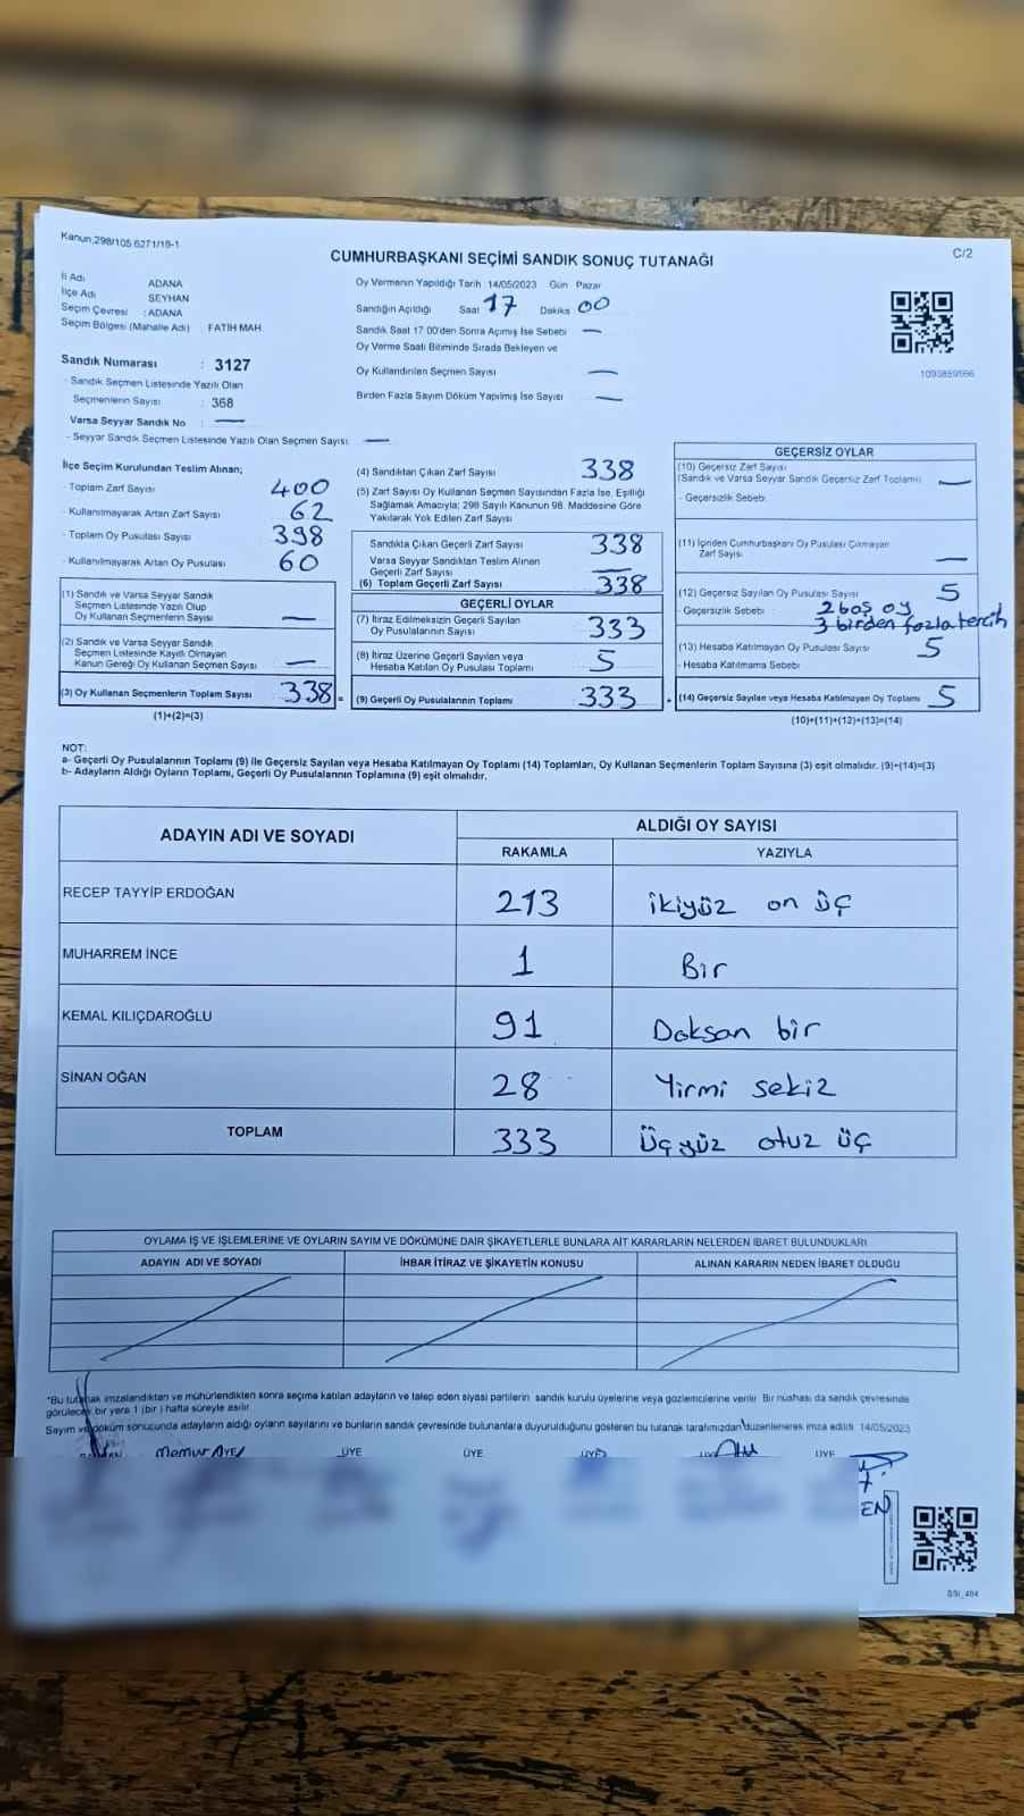 Kanun;298/105 6271/19-1
CUMHURBAŞKANI SEÇİMİ SANDIK SONUÇ TUTANAĞI
C/2
İl Adı ADANA
İlçe Adı SEYHAN
Seçim Çevresi : ADANA
Seçim Bölgesi (Mahalle Adı) FATİH MAH.
Sandık Numarası : 3127
- Sandık Seçmen Listesinde Yazılı Olan
Seçmenlerin Sayısı : 368
Varsa Seyyar Sandık No : —
- Seyyar Sandık Seçmen Listesinde Yazılı Olan Seçmen Sayısı —
Oy Vermenin Yapıldığı Tarih 14/05/2023 Gün Pazar
Sandığın Açıldığı Saat 17 Dakika 00
Sandık Saat 17 00'den Sonra Açılmış İse Sebebi —
Oy Verme Saati Bitiminde Sırada Bekleyen ve
Oy Kullandırılan Seçmen Sayısı —
Birden Fazla Sayım Döküm Yapılmış İse Sayısı —
İlçe Seçim Kurulundan Teslim Alınan;
- Toplam Zarf Sayısı 400
- Kullanılmayarak Artan Zarf Sayısı 62
- Toplam Oy Pusulası Sayısı 398
- Kullanılmayarak Artan Oy Pusulası 60
(1) Sandık ve Varsa Seyyar Sandık
Seçmen Listesinde Yazılı Olup
Oy Kullanan Seçmenlerin Sayısı —
(2) Sandık ve Varsa Seyyar Sandık
Seçmen Listesinde Kaydı Olmayan
Kanun Gereği Oy Kullanan Seçmen Sayısı —
(3) Oy Kullanan Seçmenlerin Toplam Sayısı 338 =
(1)+(2)=(3)
(4) Sandıktan Çıkan Zarf Sayısı 338
(5) Zarf Sayısı Oy Kullanan Seçmen Sayısından Fazla İse, Eşitliği
Sağlamak Amacıyla; 298 Sayılı Kanunun 98. Maddesine Göre
Yakılarak Yok Edilen Zarf Sayısı
Sandıkta Çıkan Geçerli Zarf Sayısı 338
Varsa Seyyar Sandıktan Teslim Alınan
Geçerli Zarf Sayısı —
(6) Toplam Geçerli Zarf Sayısı 338
GEÇERLİ OYLAR
(7) İtiraz Edilmeksizin Geçerli Sayılan
Oy Pusulalarının Sayısı 333
(8) İtiraz Üzerine Geçerli Sayılan veya
Hesaba Katılan Oy Pusulası Toplamı 5
(9) Geçerli Oy Pusulalarının Toplamı 333
GEÇERSİZ OYLAR
(10) Geçersiz Zarf Sayısı
(Sandık ve Varsa Seyyar Sandık Geçersiz Zarf Toplamı) —
- Geçersizlik Sebebi
(11) İçinden Cumhurbaşkanı Oy Pusulası Çıkmayan
Zarf Sayısı —
(12) Geçersiz Sayılan Oy Pusulası Sayısı 5
- Geçersizlik Sebebi : 2 boş oy
3 birden fazla tercih
(13) Hesaba Katılmayan Oy Pusulası Sayısı 5
- Hesaba Katılmama Sebebi
(14) Geçersiz Sayılan veya Hesaba Katılmayan Oy Toplamı 5
(10)+(11)+(12)+(13)=(14)
NOT:
a- Geçerli Oy Pusulalarının Toplamı (9) ile Geçersiz Sayılan veya Hesaba Katılmayan Oy Toplamı (14) Toplamları, Oy Kullanan Seçmenlerin Toplam Sayısına (3) eşit olmalıdır. (9)+(14)=(3)
b- Adayların Aldığı Oyların Toplamı, Geçerli Oy Pusulalarının Toplamına (9) eşit olmalıdır.
ADAYIN ADI VE SOYADI
ALDIĞI OY SAYISI
RAKAMLA YAZIYLA
RECEP TAYYİP ERDOĞAN 213 ikiyüz on üç
MUHARREM İNCE 1 Bir
KEMAL KILIÇDAROĞLU 91 Doksan bir
SİNAN OĞAN 28 Yirmi sekiz
TOPLAM 333 Üçyüz otuz üç
OYLAMA İŞ VE İŞLEMLERİNE VE OYLARIN SAYIM VE DÖKÜMÜNE DAİR ŞİKAYETLERLE BUNLARA AİT KARARLARIN NELERDEN İBARET BULUNDUKLARI
ADAYIN ADI VE SOYADI İHBAR İTİRAZ VE ŞİKAYETİN KONUSU ALINAN KARARIN NEDEN İBARET OLDUĞU
*Bu tutanak imzalandıktan ve mühürlendikten sonra seçime katılan adayların ve talep eden siyasi partilerin sandık kurulu üyelerine veya gözlemcilerine verilir. Bir nüshası da sandık çevresinde
görülecek bir yere 1 (bir) hafta süreyle asılır.
Sayım ve döküm sonucunda adayların aldığı oyların sayılarını ve bunların sandık çevresinde bulunanlara duyurulduğunu gösteren bu tutanak tarafımızdan düzenlenerek imza edildi 14/05/2023
Memur ÜYE ÜYE ÜYE ÜYE ÜYE
EN